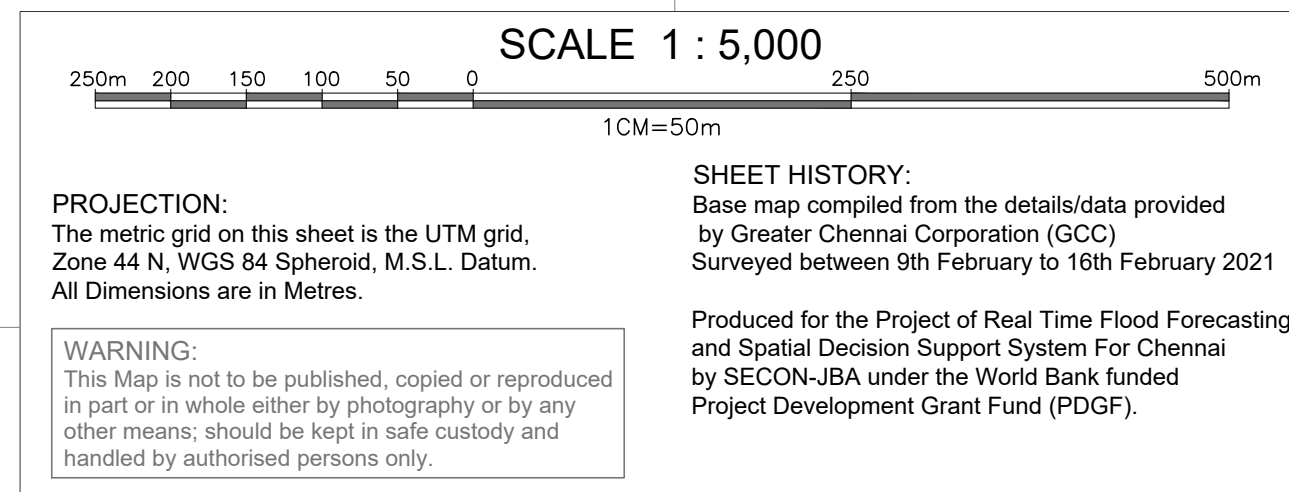 SCALE 1 : 5,000
250m 200 150 100 50 0 250 500m
1CM=50m
PROJECTION:
The metric grid on this sheet is the UTM grid,
Zone 44 N, WGS 84 Spheroid, M.S.L. Datum.
All Dimensions are in Metres.
WARNING:
This Map is not to be published, copied or reproduced
in part or in whole either by photography or by any
other means; should be kept in safe custody and
handled by authorised persons only.
SHEET HISTORY:
Base map compiled from the details/data provided
by Greater Chennai Corporation (GCC)
Surveyed between 9th February to 16th February 2021
Produced for the Project of Real Time Flood Forecasting
and Spatial Decision Support System For Chennai
by SECON-JBA under the World Bank funded
Project Development Grant Fund (PDGF).